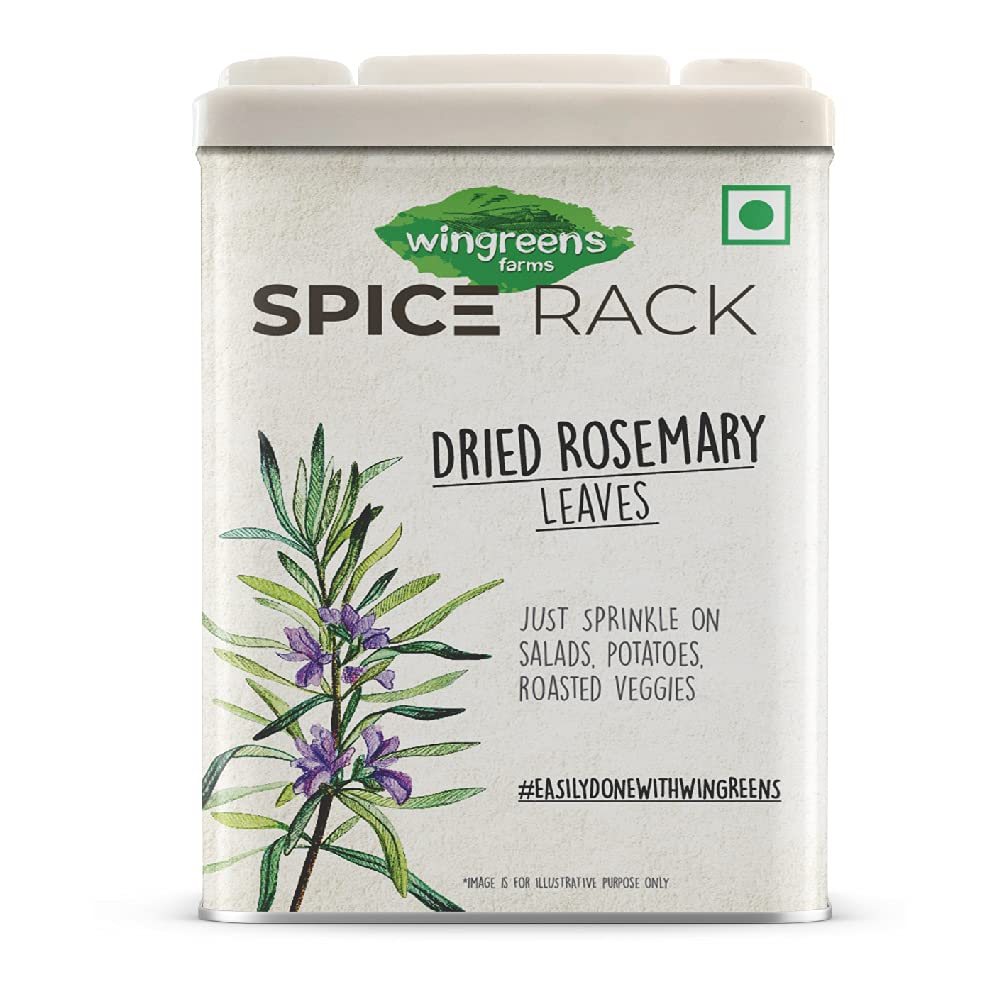 wingreens
farms
SPICE RACK
DRIED ROSEMARY
LEAVES
JUST SPRINKLE ON
SALADS, POTATOES,
ROASTED VEGGIES
#EASILYDONEWITHWINGREENS
*IMAGE IS FOR ILLUSTRATIVE PURPOSE ONLY